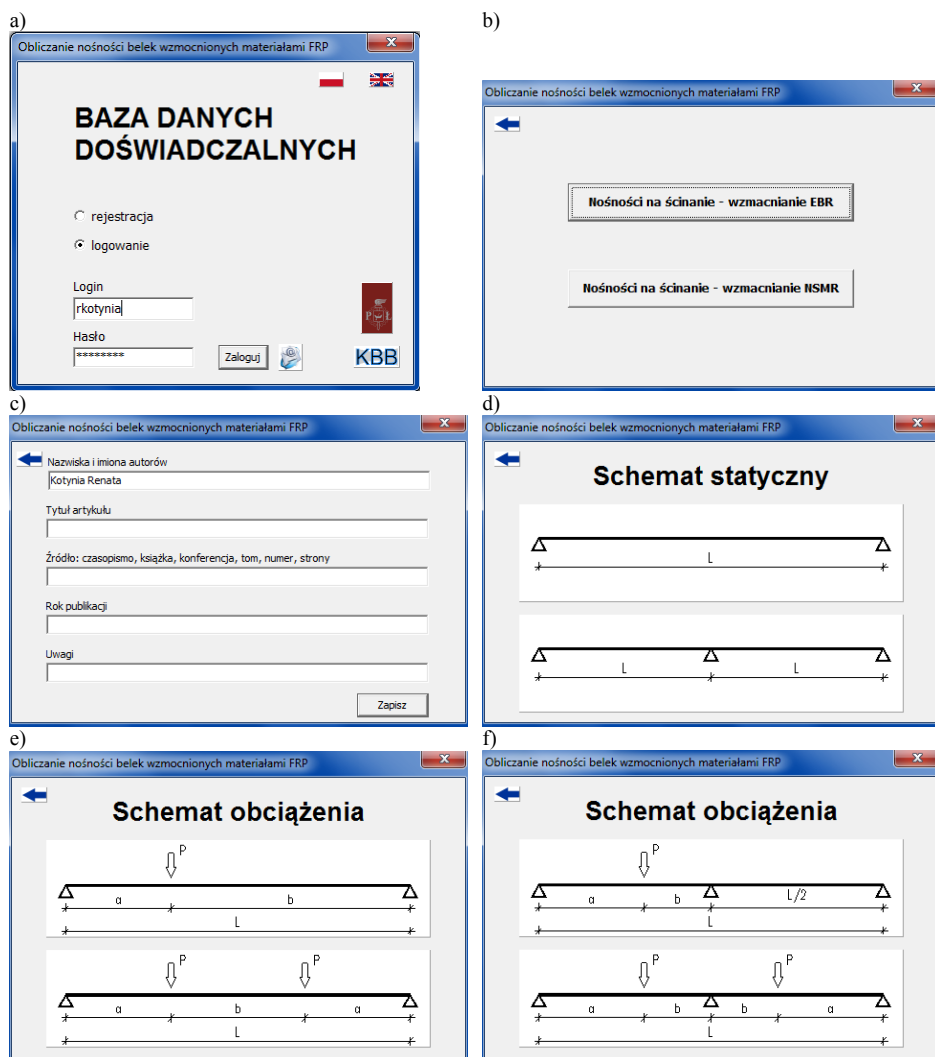 a)
Obliczanie nośności belek wzmocnionych materiałami FRP
BAZA DANYCH
DOŚWIADCZALNYCH
rejestracja
logowanie
Login
rkotynia
Hasło
********
Zaloguj
PŁ
KBB
b)
Obliczanie nośności belek wzmocnionych materiałami FRP
Nośności na ścinanie - wzmacnianie EBR
Nośności na ścinanie - wzmacnianie NSMR
c)
Obliczanie nośności belek wzmocnionych materiałami FRP
Nazwiska i imiona autorów
Kotynia Renata
Tytuł artykułu
Źródło: czasopismo, książka, konferencja, tom, numer, strony
Rok publikacji
Uwagi
Zapisz
d)
Obliczanie nośności belek wzmocnionych materiałami FRP
Schemat statyczny
L
L L
e)
Obliczanie nośności belek wzmocnionych materiałami FRP
Schemat obciążenia
P
a b
L
P P
a b a
L
f)
Obliczanie nośności belek wzmocnionych materiałami FRP
Schemat obciążenia
P
a b L/2
L
P P
a b b a
L